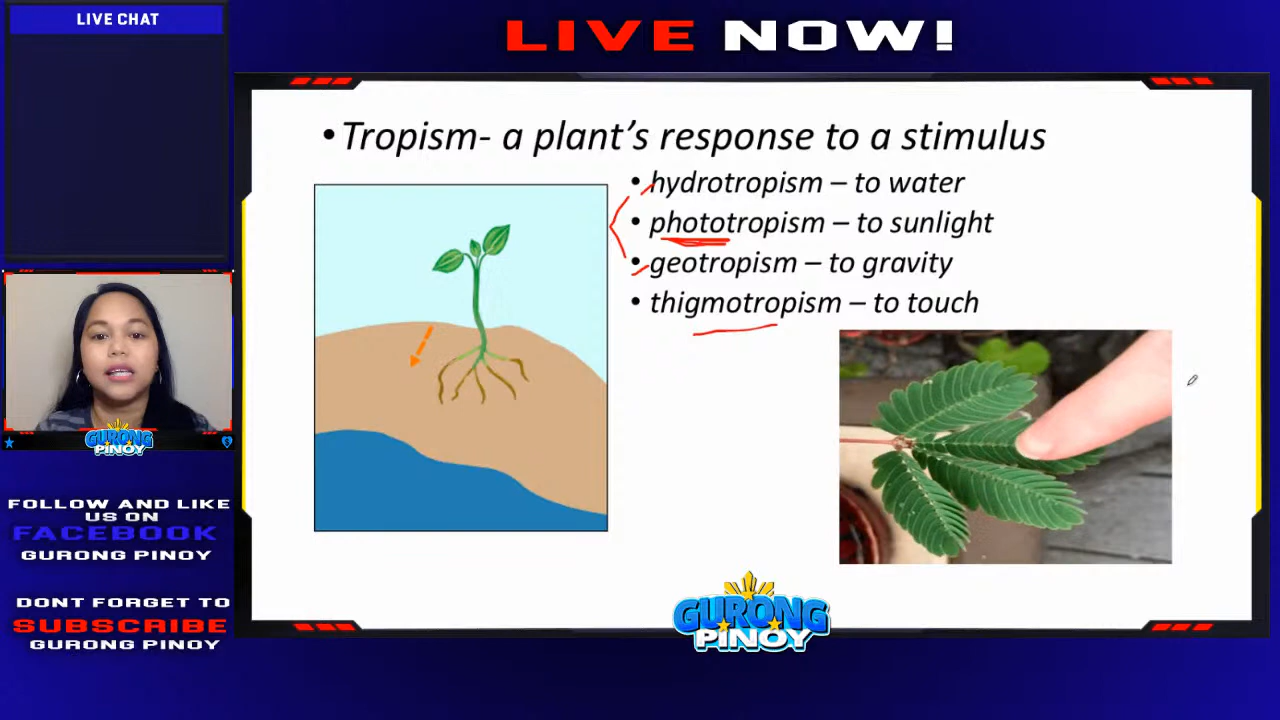 LIVE CHAT
LIVE NOW!
•Tropism- a plant's response to a stimulus
• hydrotropism – to water
• phototropism – to sunlight
• geotropism – to gravity
• thigmotropism – to touch
GURONG
PINOY
FOLLOW AND LIKE
US ON
FACEBOOK
GURONG PINOY
DONT FORGET TO
SUBSCRIBE
GURONG PINOY
GURONG
PINOY